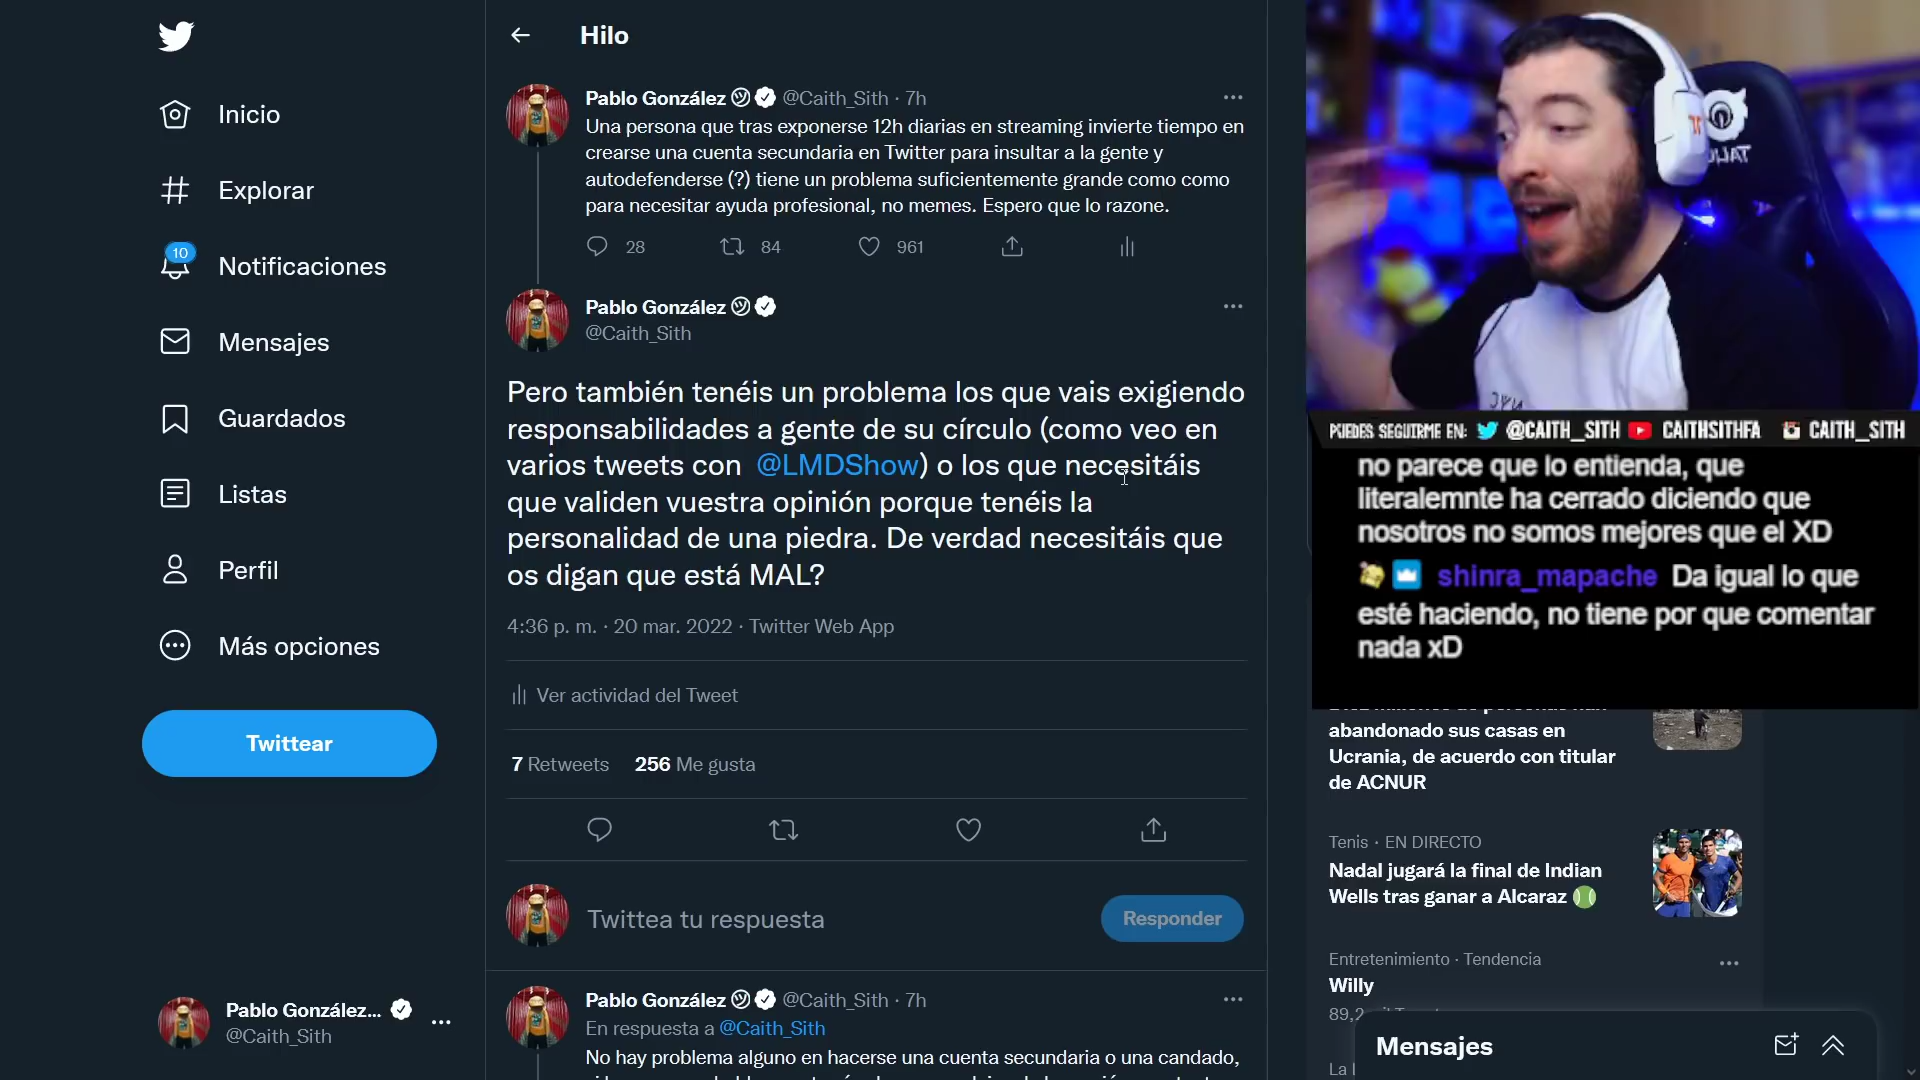 Inicio
Explorar
10
Notificaciones
Mensajes
Guardados
Listas
Perfil
Más opciones
Twittear
Pablo González...
@Caith_Sith
Hilo
Pablo González @Caith_Sith · 7h
Una persona que tras exponerse 12h diarias en streaming invierte tiempo en
crearse una cuenta secundaria en Twitter para insultar a la gente y
autodefenderse (?) tiene un problema suficientemente grande como como
para necesitar ayuda profesional, no memes. Espero que lo razone.
28 84 961
Pablo González
@Caith_Sith
Pero también tenéis un problema los que vais exigiendo
responsabilidades a gente de su círculo (como veo en
varios tweets con @LMDShow) o los que necesitáis
que validen vuestra opinión porque tenéis la
personalidad de una piedra. De verdad necesitáis que
os digan que está MAL?
4:36 p. m. · 20 mar. 2022 · Twitter Web App
Ver actividad del Tweet
7 Retweets 256 Me gusta
Twittea tu respuesta
Responder
Pablo González @Caith_Sith · 7h
En respuesta a @Caith_Sith
No hay problema alguno en hacerse una cuenta secundaria o una candado,
PUEDES SEGUIRME EN: @CAITH_SITH CAITHSITHFA CAITH_SITH
no parece que lo entienda, que
literalemnte ha cerrado diciendo que
nosotros no somos mejores que el XD
shinra_mapache Da igual lo que
esté haciendo, no tiene por que comentar
nada xD
abandonado sus casas en
Ucrania, de acuerdo con titular
de ACNUR
Tenis · EN DIRECTO
Nadal jugará la final de Indian
Wells tras ganar a Alcaraz
Entretenimiento · Tendencia
Willy
89,2
Mensajes